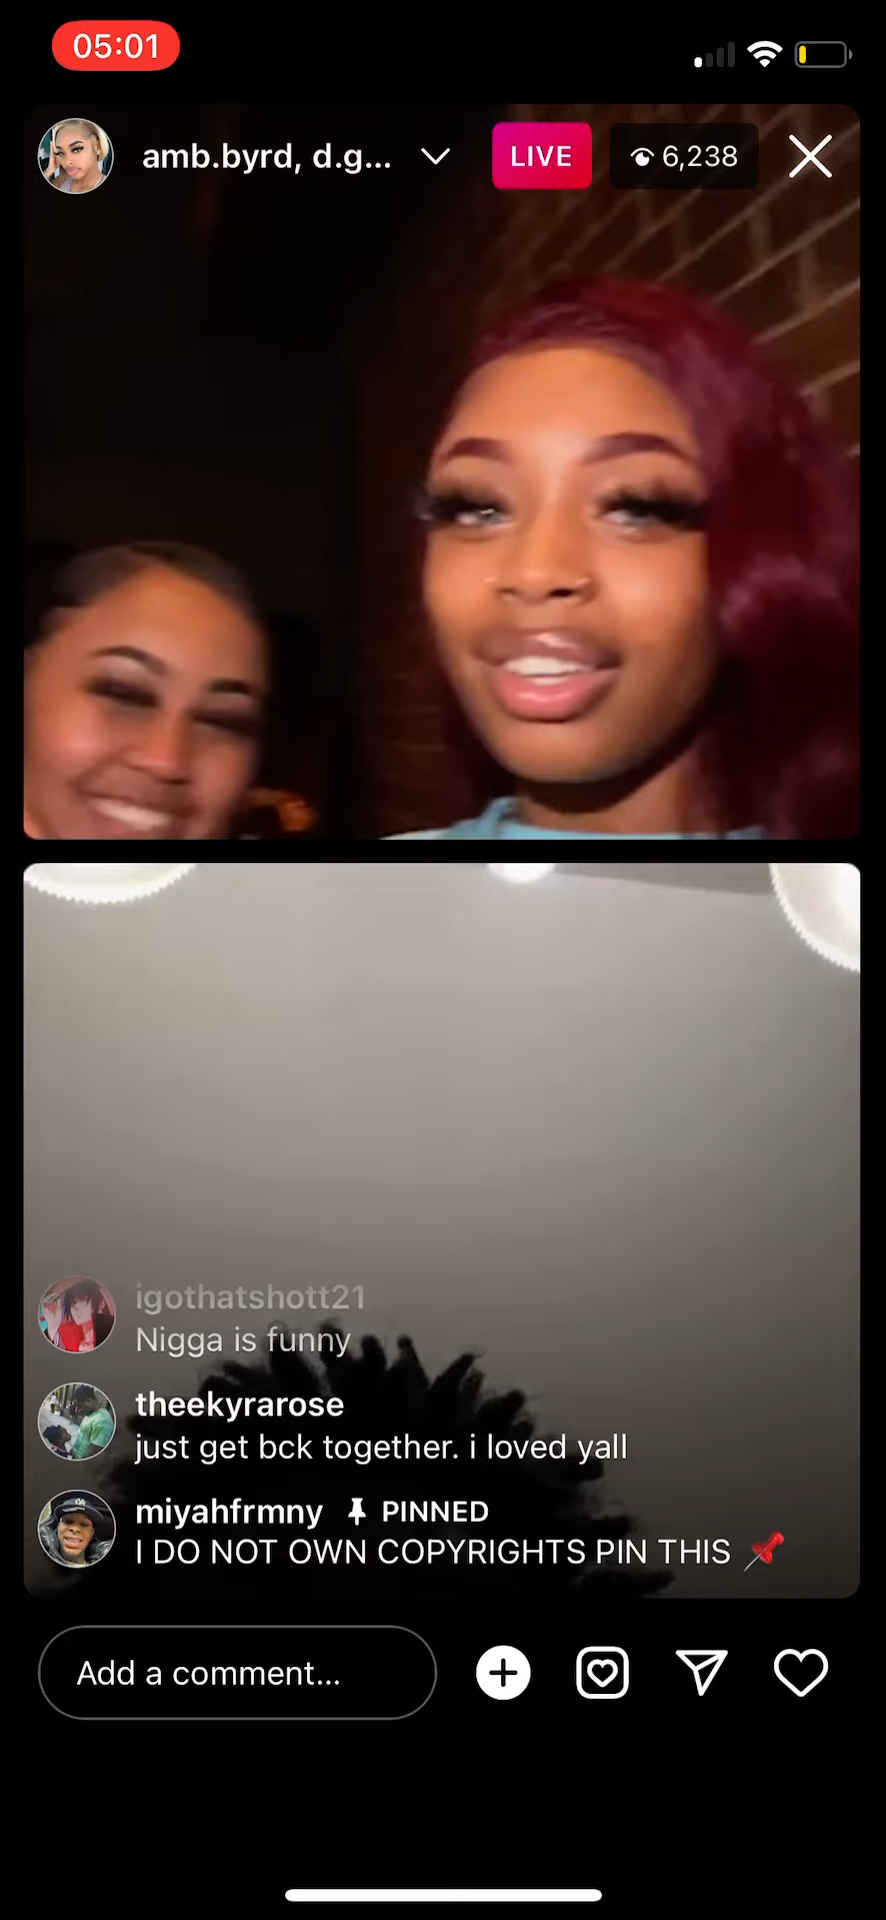 05:01
amb.byrd, d.g...
LIVE
6,238
igothatshott21
Nigga is funny
theekyrarose
just get bck together. i loved yall
miyahfrmny PINNED
I DO NOT OWN COPYRIGHTS PIN THIS 📌
Add a comment...